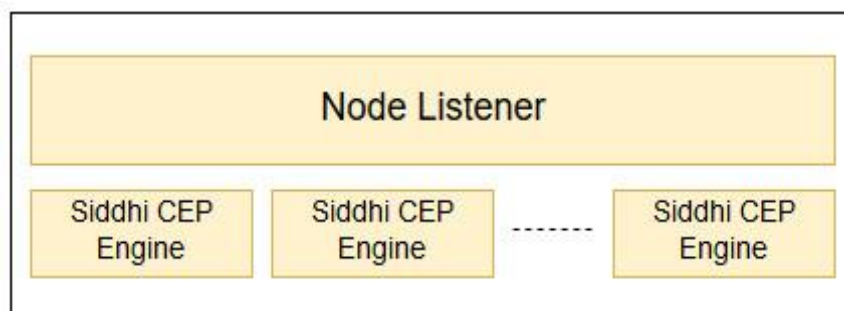 Node Listener
Siddhi CEP
Engine
Siddhi CEP
Engine
Siddhi CEP
Engine